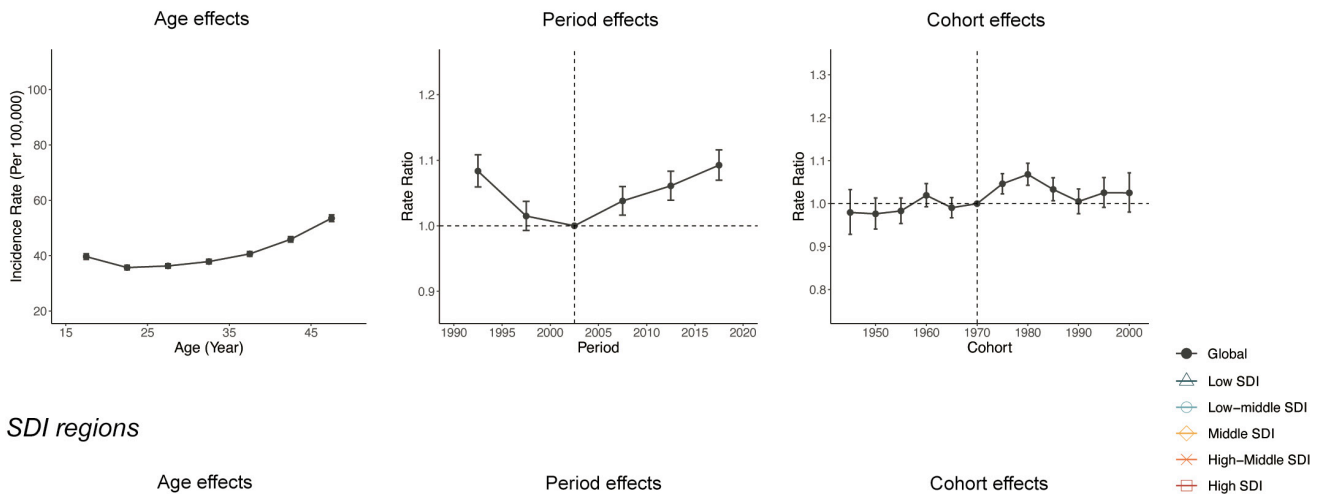 Age effects
Period effects
Cohort effects
Incidence Rate (Per 100,000)
100
80
60
40
20
15
25
35
45
Age (Year)
Rate Ratio
1.2
1.1
1.0
0.9
1990
1995
2000
2005
2010
2015
2020
Period
Rate Ratio
1.3
1.2
1.1
1.0
0.9
0.8
1950
1960
1970
1980
1990
2000
Cohort
Global
Low SDI
Low−middle SDI
Middle SDI
High−Middle SDI
High SDI
SDI regions
Age effects
Period effects
Cohort effects